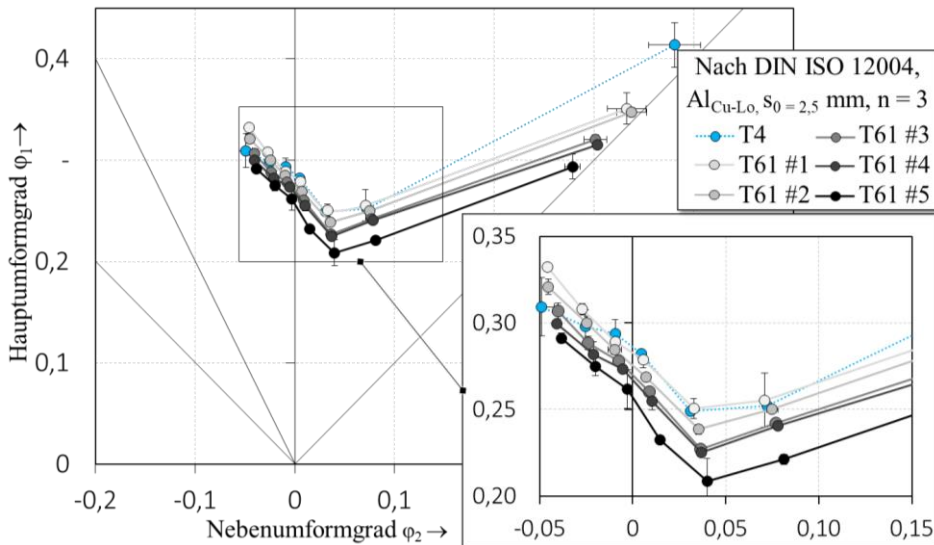 0,4
0,2
0,1
0
-0,2
-0,1
0
0,1
Hauptumformgrad φ₁→
Nebenumformgrad φ₂→
Nach DIN ISO 12004,
Al_Cu-Lo, s_0 = 2,5 mm, n = 3
T4
T61 #3
T61 #1
T61 #4
T61 #2
T61 #5
0,35
0,30
0,25
0,20
-0,05
0
0,05
0,10
0,15